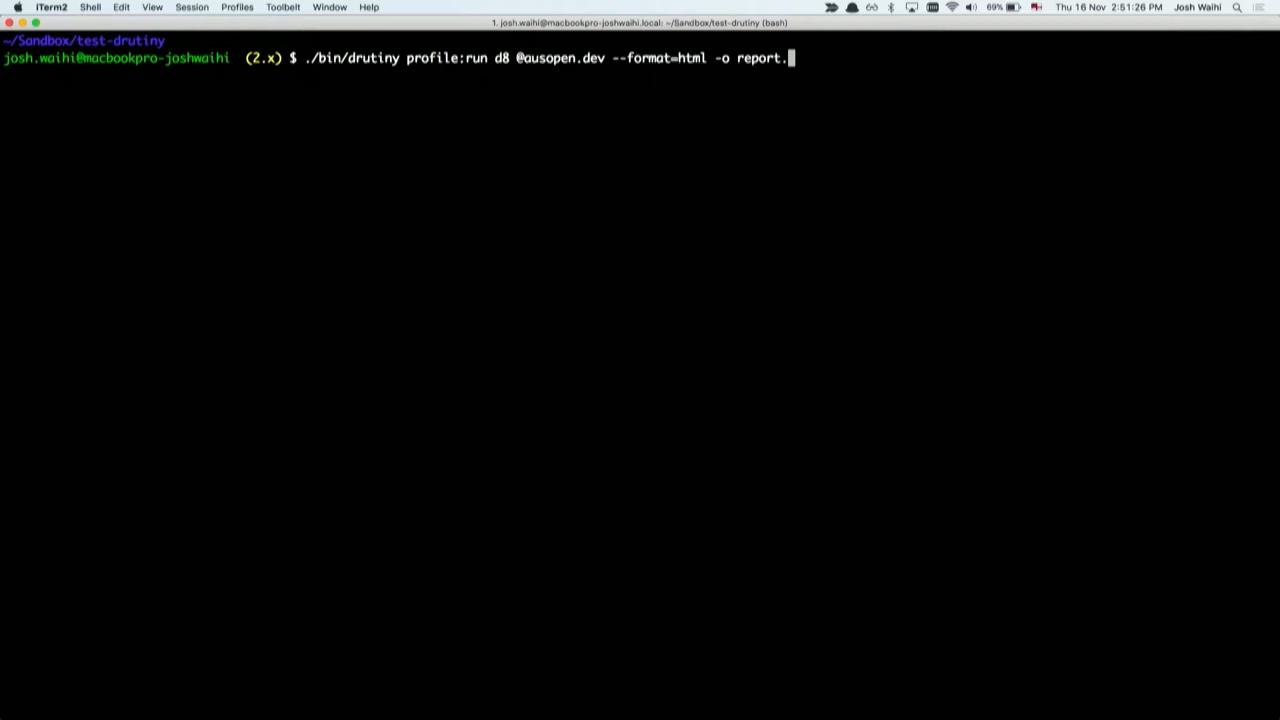 iTerm2 Shell Edit View Session Profiles Toolbelt Window Help 69% Thu 16 Nov 2:51:26 PM Josh Waihi
1. josh.waihi@macbookpro-joshwaihi.local: ~/Sandbox/test-drutiny (bash)
~/Sandbox/test-drutiny
josh.waihi@macbookpro-joshwaihi (2.x) $ ./bin/drutiny profile:run d8 @ausopen.dev --format=html -o report.